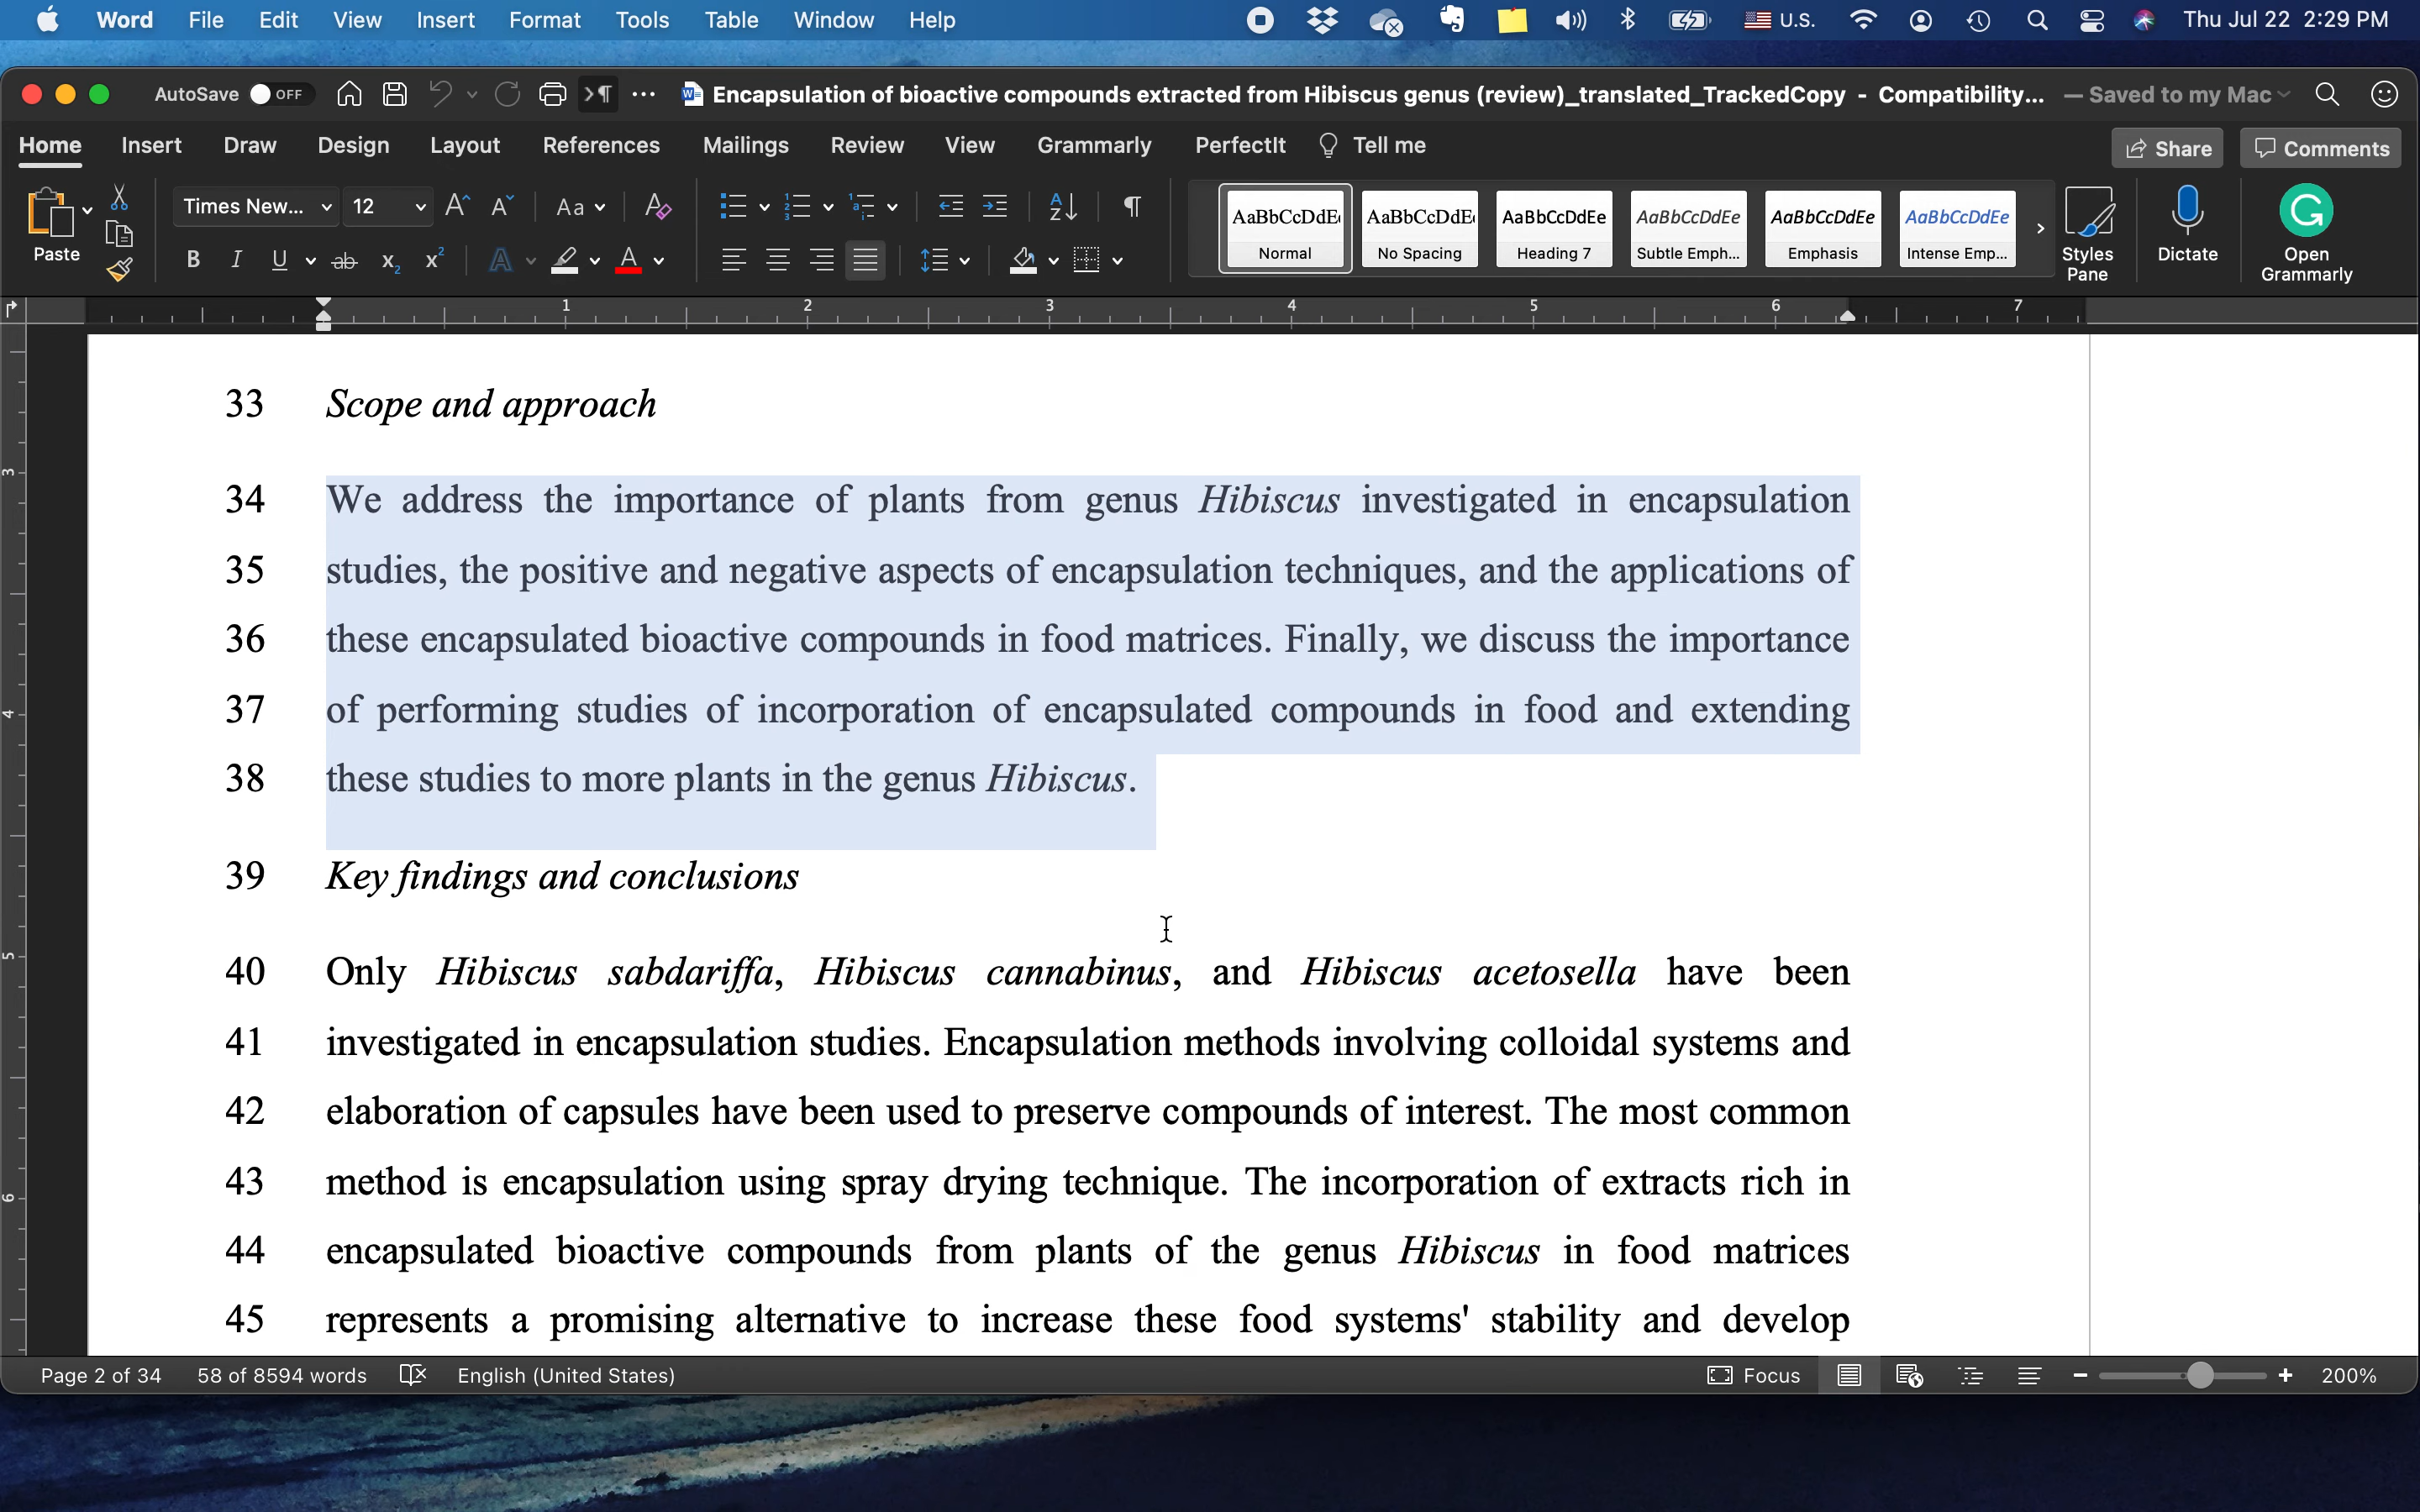 Word File Edit View Insert Format Tools Table Window Help U.S. Thu Jul 22 2:29 PM
AutoSave OFF Encapsulation of bioactive compounds extracted from Hibiscus genus (review)_translated_TrackedCopy - Compatibility... — Saved to my Mac
Home Insert Draw Design Layout References Mailings Review View Grammarly PerfectIt Tell me Share Comments
Paste Times New... 12 Aa
AaBbCcDdE AaBbCcDdE AaBbCcDdEe AaBbCcDdEe AaBbCcDdEe AaBbCcDdEe
Normal No Spacing Heading 7 Subtle Emph... Emphasis Intense Emp...
Styles Pane Dictate Open Grammarly
1 2 3 4 5 6 7
33 Scope and approach
34 We address the importance of plants from genus Hibiscus investigated in encapsulation
35 studies, the positive and negative aspects of encapsulation techniques, and the applications of
36 these encapsulated bioactive compounds in food matrices. Finally, we discuss the importance
37 of performing studies of incorporation of encapsulated compounds in food and extending
38 these studies to more plants in the genus Hibiscus.
39 Key findings and conclusions
40 Only Hibiscus sabdariffa, Hibiscus cannabinus, and Hibiscus acetosella have been
41 investigated in encapsulation studies. Encapsulation methods involving colloidal systems and
42 elaboration of capsules have been used to preserve compounds of interest. The most common
43 method is encapsulation using spray drying technique. The incorporation of extracts rich in
44 encapsulated bioactive compounds from plants of the genus Hibiscus in food matrices
45 represents a promising alternative to increase these food systems' stability and develop
Page 2 of 34 58 of 8594 words English (United States) Focus 200%